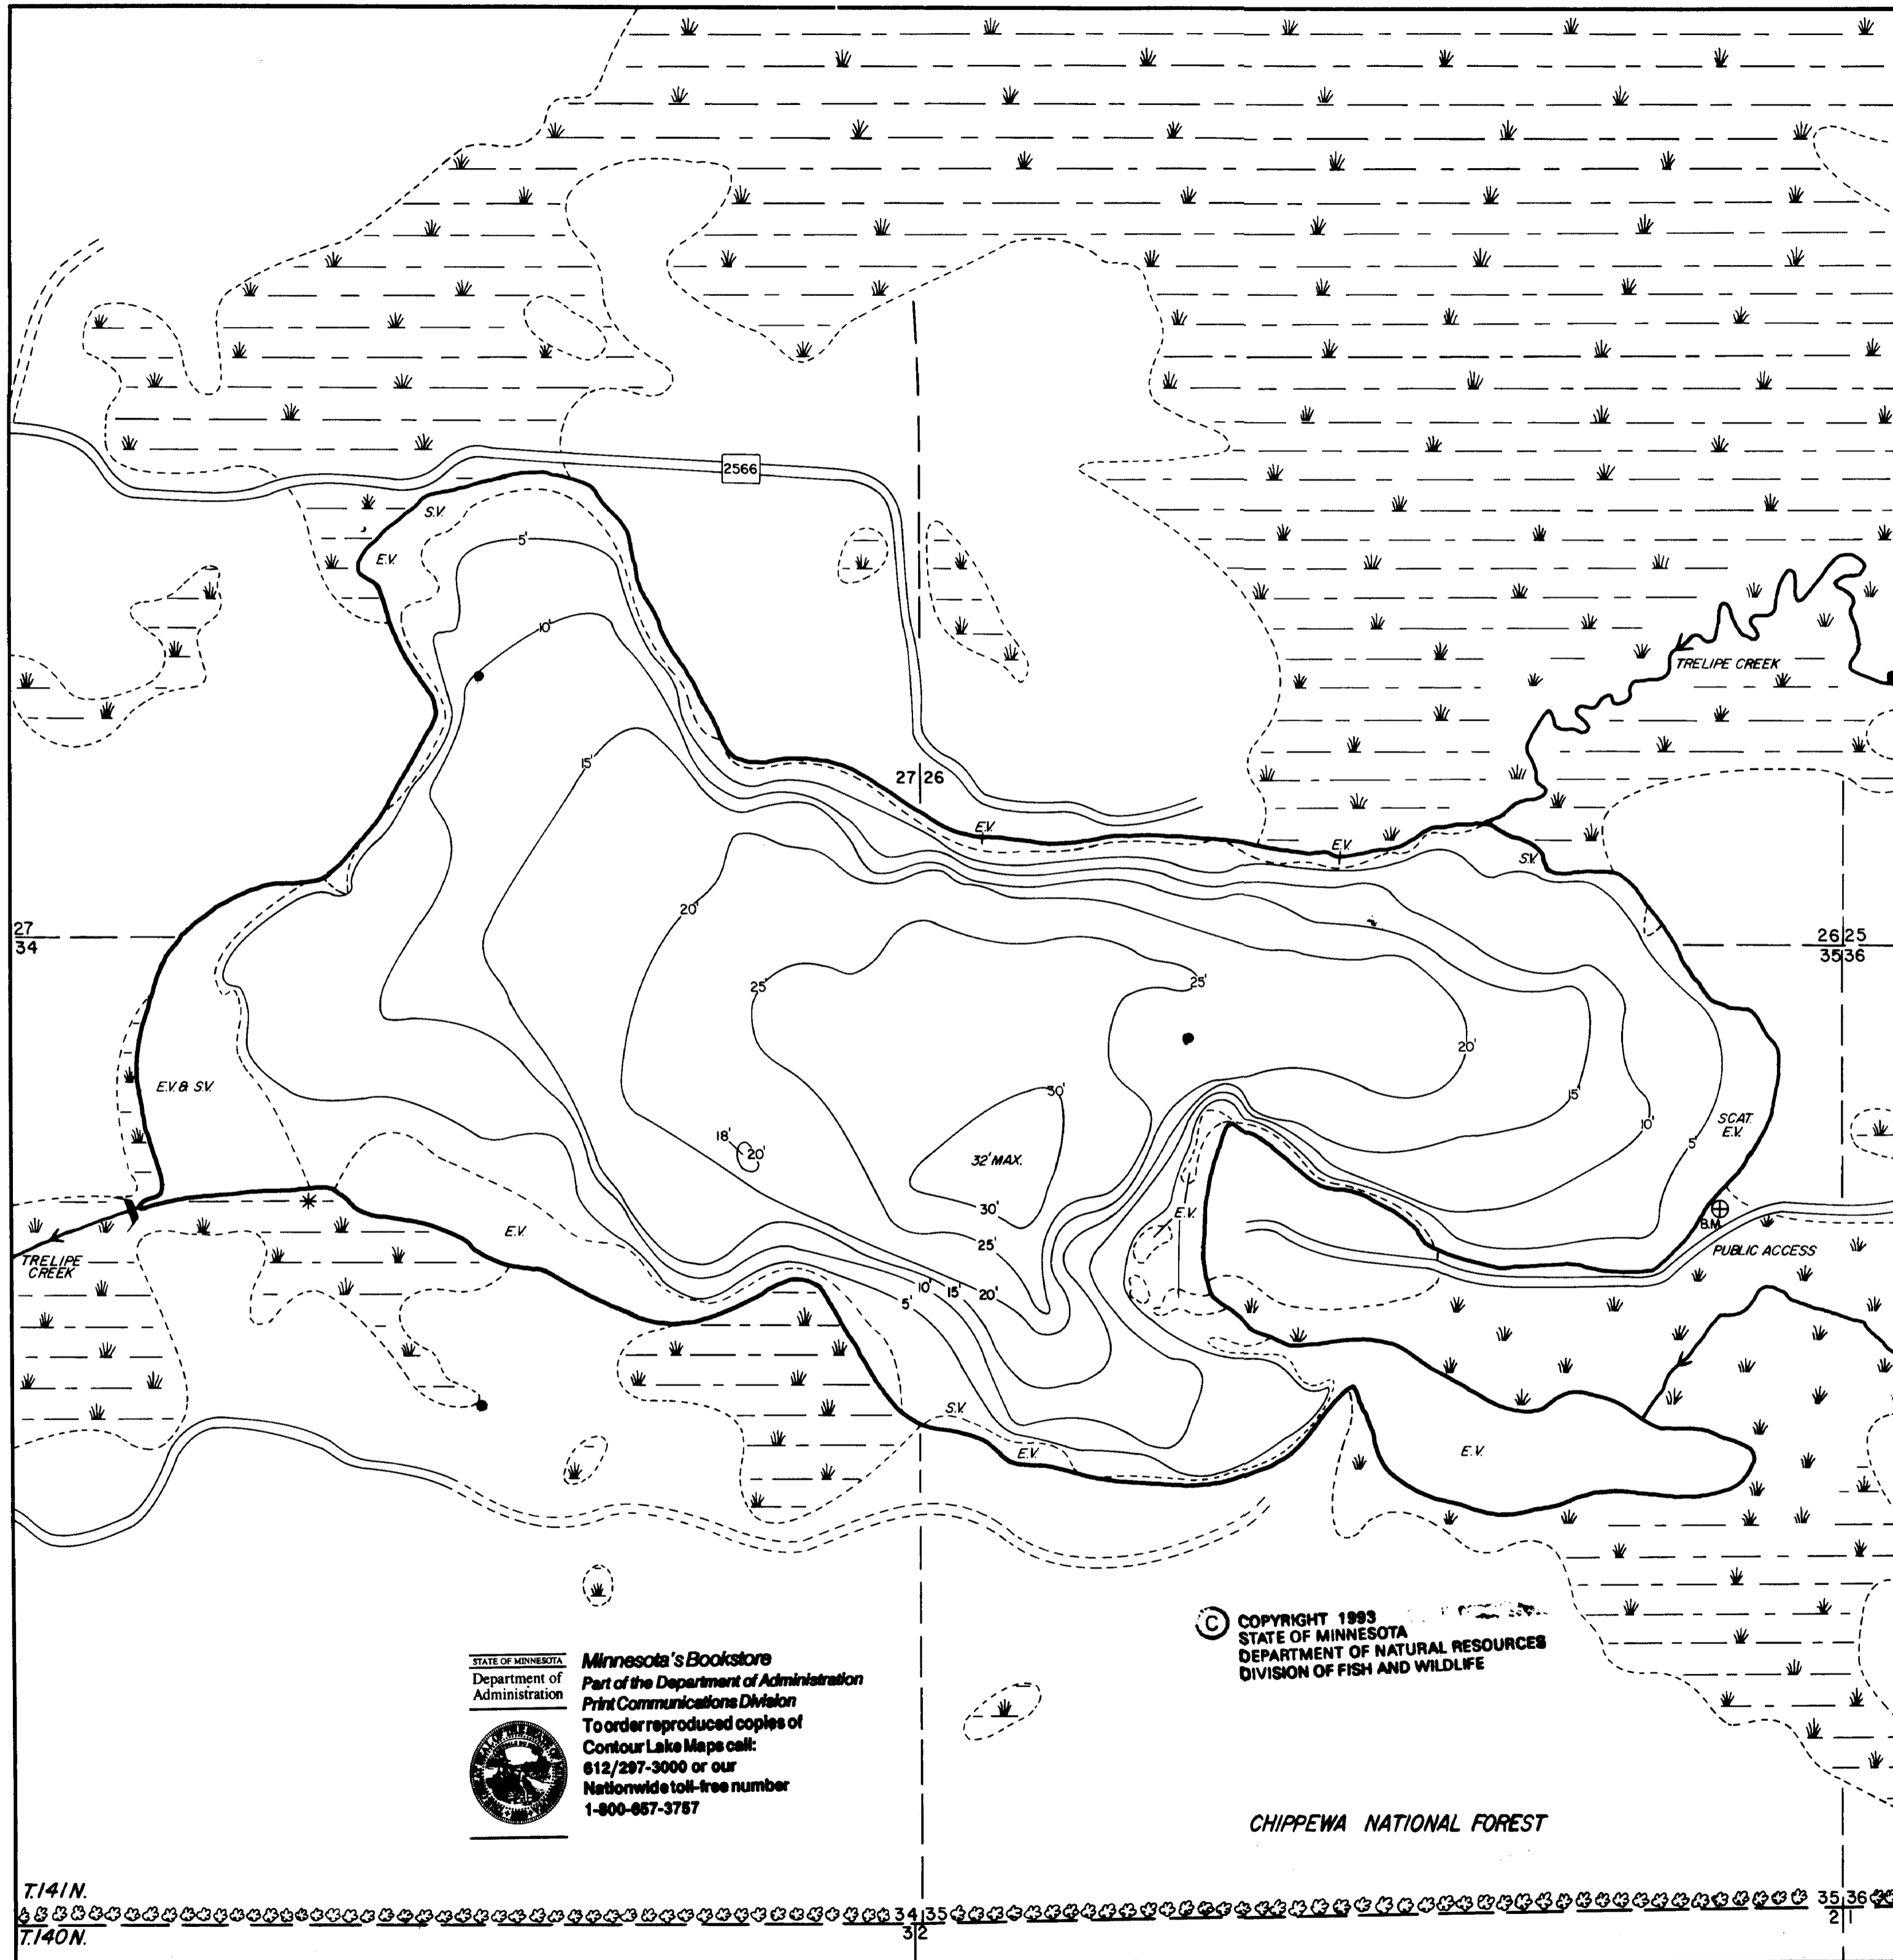 2566
S.V.
E.V.
5'
10'
TRELIPE CREEK
15'
27 26
E.V.
E.V.
S.V.
20'
27
34
26 25
35 36
25'
25'
20'
E.V. & S.V.
30'
15'
10'
SCAT.
E.V.
5'
18'
20'
32' MAX.
30'
E.V.
B.M.
E.V.
25'
PUBLIC ACCESS
TRELIPE
CREEK
10'
15'
20'
5'
S.V.
E.V.
E.V.
C
COPYRIGHT 1993
STATE OF MINNESOTA
DEPARTMENT OF NATURAL RESOURCES
DIVISION OF FISH AND WILDLIFE
STATE OF MINNESOTA
Department of
Administration
Minnesota's Bookstore
Part of the Department of Administration
Print Communications Division
To order reproduced copies of
Contour Lake Maps call:
612/297-3000 or our
Nationwide toll-free number
1-800-657-3757
CHIPPEWA NATIONAL FOREST
T.141N.
34 35
35 36
T.140N.
3 2
2 1